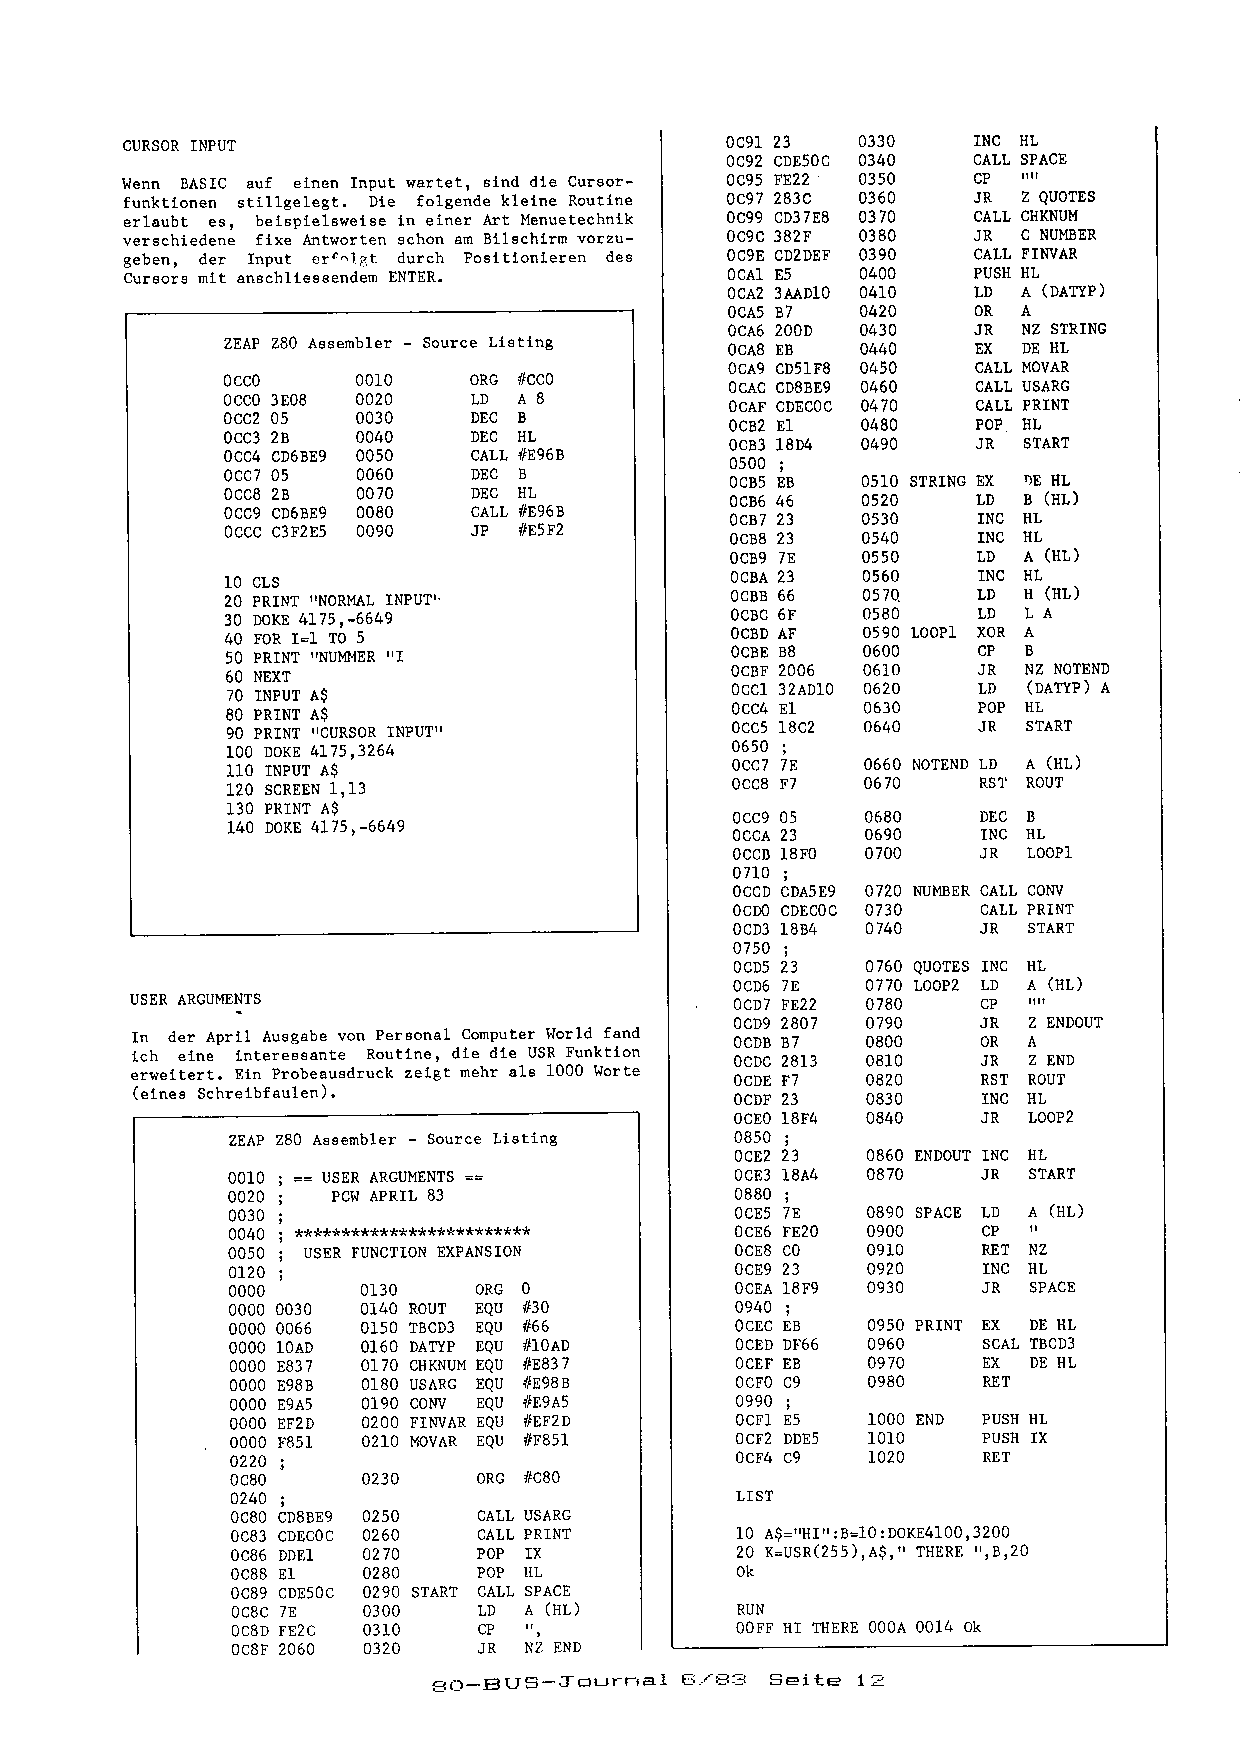 CURSOR INPUT
Wenn BASIC auf einen Input wartet, sind die Cursor-
funktionen stillgelegt. Die folgende kleine Routine
erlaubt es, beispielsweise in einer Art Menuetechnik
verschiedene fixe Antworten schon am Bilschirm vorzu-
geben, der Input erfolgt durch Positionieren des
Cursors mit anschliessendem ENTER.
ZEAP Z80 Assembler - Source Listing
0CC0 0010 ORG #CC0
0CC0 3E08 0020 LD A 8
0CC2 05 0030 DEC B
0CC3 2B 0040 DEC HL
0CC4 CD6BE9 0050 CALL #E96B
0CC7 05 0060 DEC B
0CC8 2B 0070 DEC HL
0CC9 CD6BE9 0080 CALL #E96B
0CCC C3F2E5 0090 JP #E5F2
10 CLS
20 PRINT "NORMAL INPUT"
30 DOKE 4175,-6649
40 FOR I=1 TO 5
50 PRINT "NUMMER "I
60 NEXT
70 INPUT A$
80 PRINT A$
90 PRINT "CURSOR INPUT"
100 DOKE 4175,3264
110 INPUT A$
120 SCREEN 1,13
130 PRINT A$
140 DOKE 4175,-6649
USER ARGUMENTS
In der April Ausgabe von Personal Computer World fand
ich eine interessante Routine, die die USR Funktion
erweitert. Ein Probeausdruck zeigt mehr als 1000 Worte
(eines Schreibfaulen).
ZEAP Z80 Assembler - Source Listing
0010 ; == USER ARGUMENTS ==
0020 ; PCW APRIL 83
0030 ;
0040 ; *************************
0050 ; USER FUNCTION EXPANSION
0120 ;
0000 0130 ORG 0
0000 0030 0140 ROUT EQU #30
0000 0066 0150 TBCD3 EQU #66
0000 10AD 0160 DATYP EQU #10AD
0000 E837 0170 CHKNUM EQU #E837
0000 E98B 0180 USARG EQU #E98B
0000 E9A5 0190 CONV EQU #E9A5
0000 EF2D 0200 FINVAR EQU #EF2D
0000 F851 0210 MOVAR EQU #F851
0220 ;
0C80 0230 ORG #C80
0240 ;
0C80 CD8BE9 0250 CALL USARG
0C83 CDEC0C 0260 CALL PRINT
0C86 DDE1 0270 POP IX
0C88 E1 0280 POP HL
0C89 CDE50C 0290 START CALL SPACE
0C8C 7E 0300 LD A (HL)
0C8D FE2C 0310 CP ",
0C8F 2060 0320 JR NZ END
0C91 23 0330 INC HL
0C92 CDE50C 0340 CALL SPACE
0C95 FE22 0350 CP """
0C97 283C 0360 JR Z QUOTES
0C99 CD37E8 0370 CALL CHKNUM
0C9C 382F 0380 JR C NUMBER
0C9E CD2DEF 0390 CALL FINVAR
0CA1 E5 0400 PUSH HL
0CA2 3AAD10 0410 LD A (DATYP)
0CA5 B7 0420 OR A
0CA6 200D 0430 JR NZ STRING
0CA8 EB 0440 EX DE HL
0CA9 CD51F8 0450 CALL MOVAR
0CAC CD8BE9 0460 CALL USARG
0CAF CDEC0C 0470 CALL PRINT
0CB2 E1 0480 POP HL
0CB3 18D4 0490 JR START
0500 ;
0CB5 EB 0510 STRING EX DE HL
0CB6 46 0520 LD B (HL)
0CB7 23 0530 INC HL
0CB8 23 0540 INC HL
0CB9 7E 0550 LD A (HL)
0CBA 23 0560 INC HL
0CBB 66 0570 LD H (HL)
0CBC 6F 0580 LD L A
0CBD AF 0590 LOOP1 XOR A
0CBE B8 0600 CP B
0CBF 2006 0610 JR NZ NOTEND
0CC1 32AD10 0620 LD (DATYP) A
0CC4 E1 0630 POP HL
0CC5 18C2 0640 JR START
0650 ;
0CC7 7E 0660 NOTEND LD A (HL)
0CC8 F7 0670 RST ROUT
0CC9 05 0680 DEC B
0CCA 23 0690 INC HL
0CCB 18F0 0700 JR LOOP1
0710 ;
0CCD CDA5E9 0720 NUMBER CALL CONV
0CD0 CDEC0C 0730 CALL PRINT
0CD3 18B4 0740 JR START
0750 ;
0CD5 23 0760 QUOTES INC HL
0CD6 7E 0770 LOOP2 LD A (HL)
0CD7 FE22 0780 CP """
0CD9 2807 0790 JR Z ENDOUT
0CDB B7 0800 OR A
0CDC 2813 0810 JR Z END
0CDE F7 0820 RST ROUT
0CDF 23 0830 INC HL
0CE0 18F4 0840 JR LOOP2
0850 ;
0CE2 23 0860 ENDOUT INC HL
0CE3 18A4 0870 JR START
0880 ;
0CE5 7E 0890 SPACE LD A (HL)
0CE6 FE20 0900 CP "
0CE8 C0 0910 RET NZ
0CE9 23 0920 INC HL
0CEA 18F9 0930 JR SPACE
0940 ;
0CEC EB 0950 PRINT EX DE HL
0CED DF66 0960 SCAL TBCD3
0CEF EB 0970 EX DE HL
0CF0 C9 0980 RET
0990 ;
0CF1 E5 1000 END PUSH HL
0CF2 DDE5 1010 PUSH IX
0CF4 C9 1020 RET
LIST
10 A$="HI":B=10:DOKE4100,3200
20 K=USR(255),A$," THERE ",B,20
Ok
RUN
00FF HI THERE 000A 0014 Ok
80-BUS-Journal 6/83 Seite 12